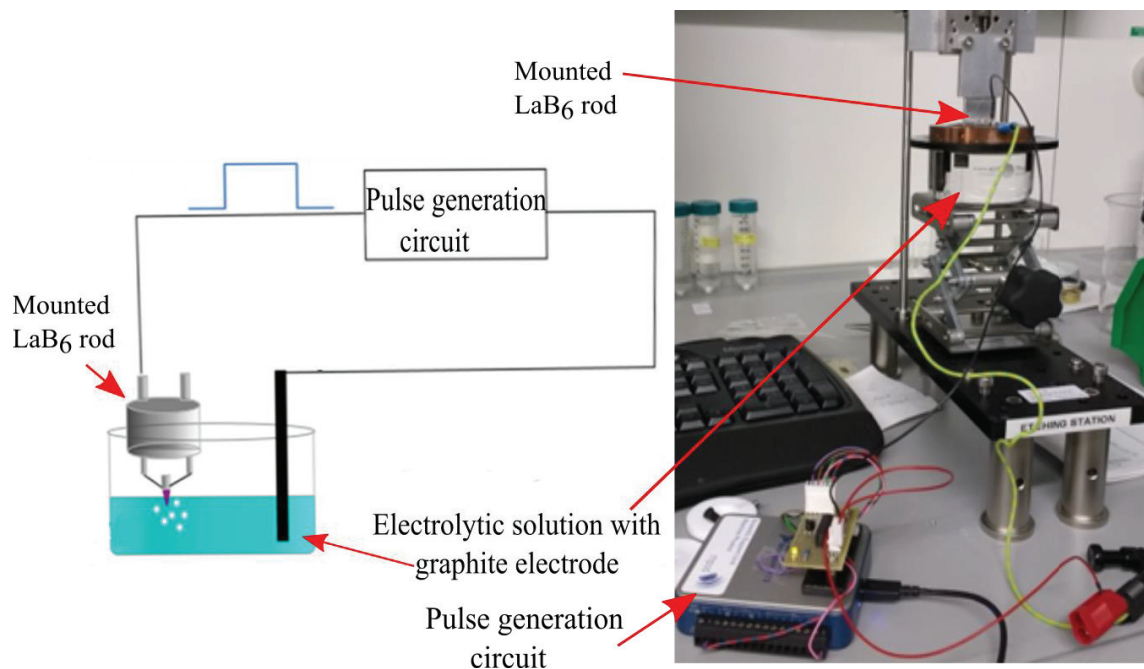 Mounted
LaB6 rod
Pulse generation
circuit
Mounted
LaB6 rod
Electrolytic solution with
graphite electrode
Pulse generation
circuit
ETCHING STATION